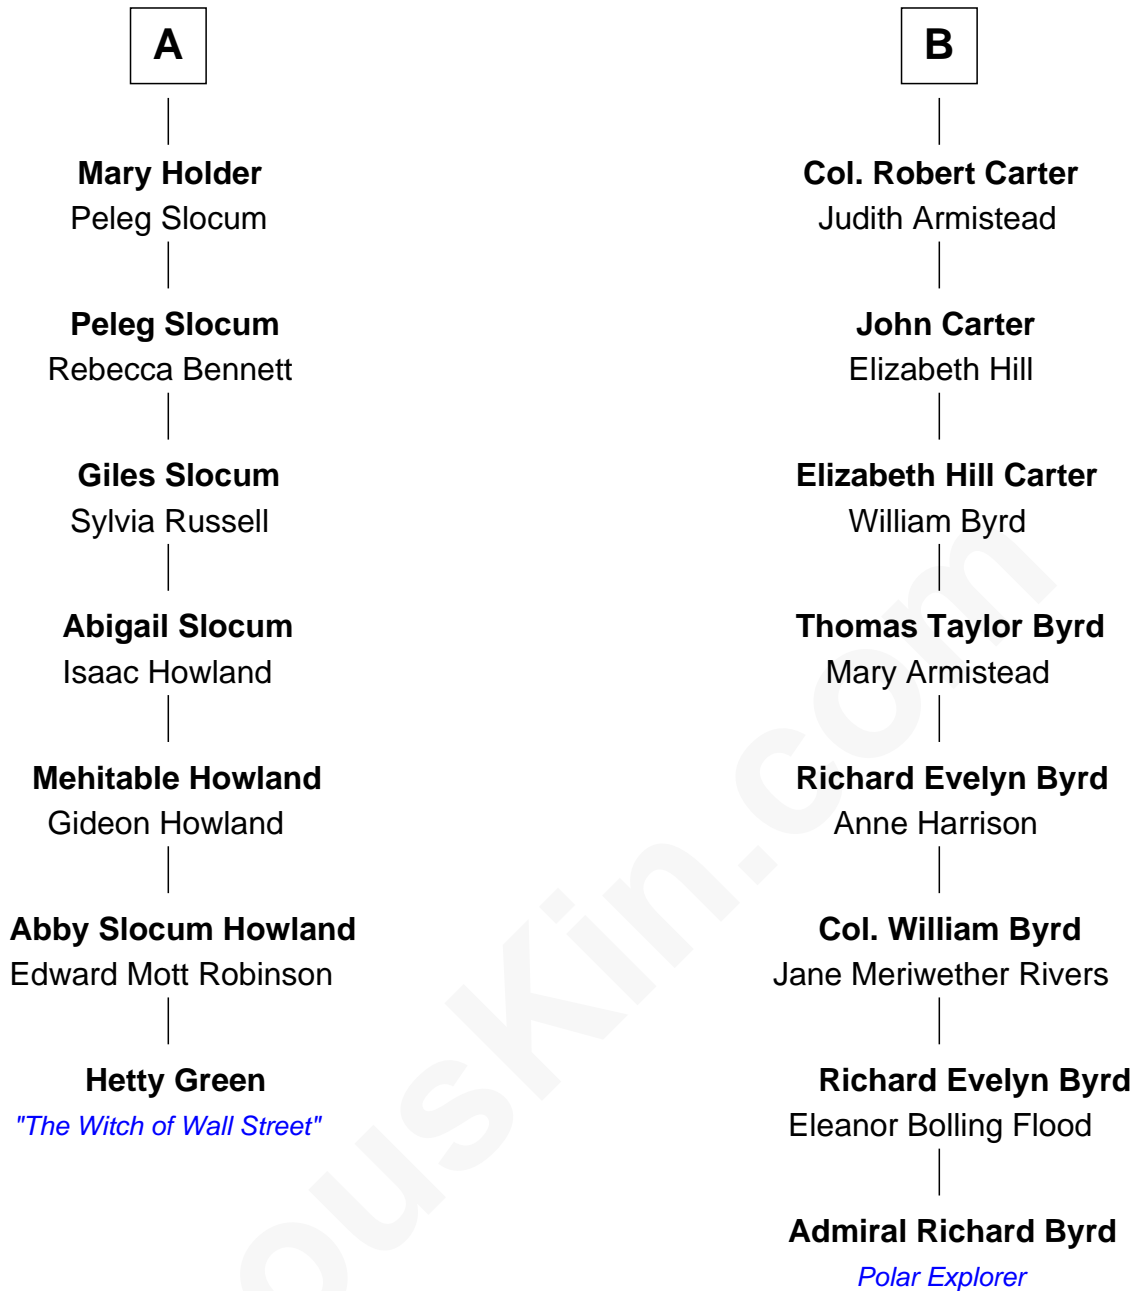 A
Mary Holder
Peleg Slocum
Peleg Slocum
Rebecca Bennett
Giles Slocum
Sylvia Russell
Abigail Slocum
Isaac Howland
Mehitable Howland
Gideon Howland
Abby Slocum Howland
Edward Mott Robinson
Hetty Green
"The Witch of Wall Street"
B
Col. Robert Carter
Judith Armistead
John Carter
Elizabeth Hill
Elizabeth Hill Carter
William Byrd
Thomas Taylor Byrd
Mary Armistead
Richard Evelyn Byrd
Anne Harrison
Col. William Byrd
Jane Meriwether Rivers
Richard Evelyn Byrd
Eleanor Bolling Flood
Admiral Richard Byrd
Polar Explorer
ousKin.com